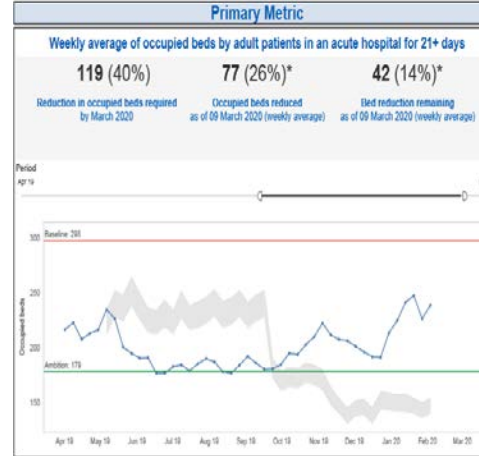 Primary Metric
Weekly average of occupied beds by adult patients in an acute hospital for 21+ days
119 (40%)
77 (26%)*
42 (14%)*
Reduction in occupied beds required
by March 2020
Occupied beds reduced
as of 09 March 2020 (weekly average)
Bed reduction remaining
as of 09 March 2020 (weekly average)
Period
Apr 19
Mar 20
Occupied beds
300
250
200
150
Baseline: 298
Ambition: 179
Apr 19
May 19
Jun 19
Jul 19
Aug 19
Sep 19
Oct 19
Nov 19
Dec 19
Jan 20
Feb 20
Mar 20